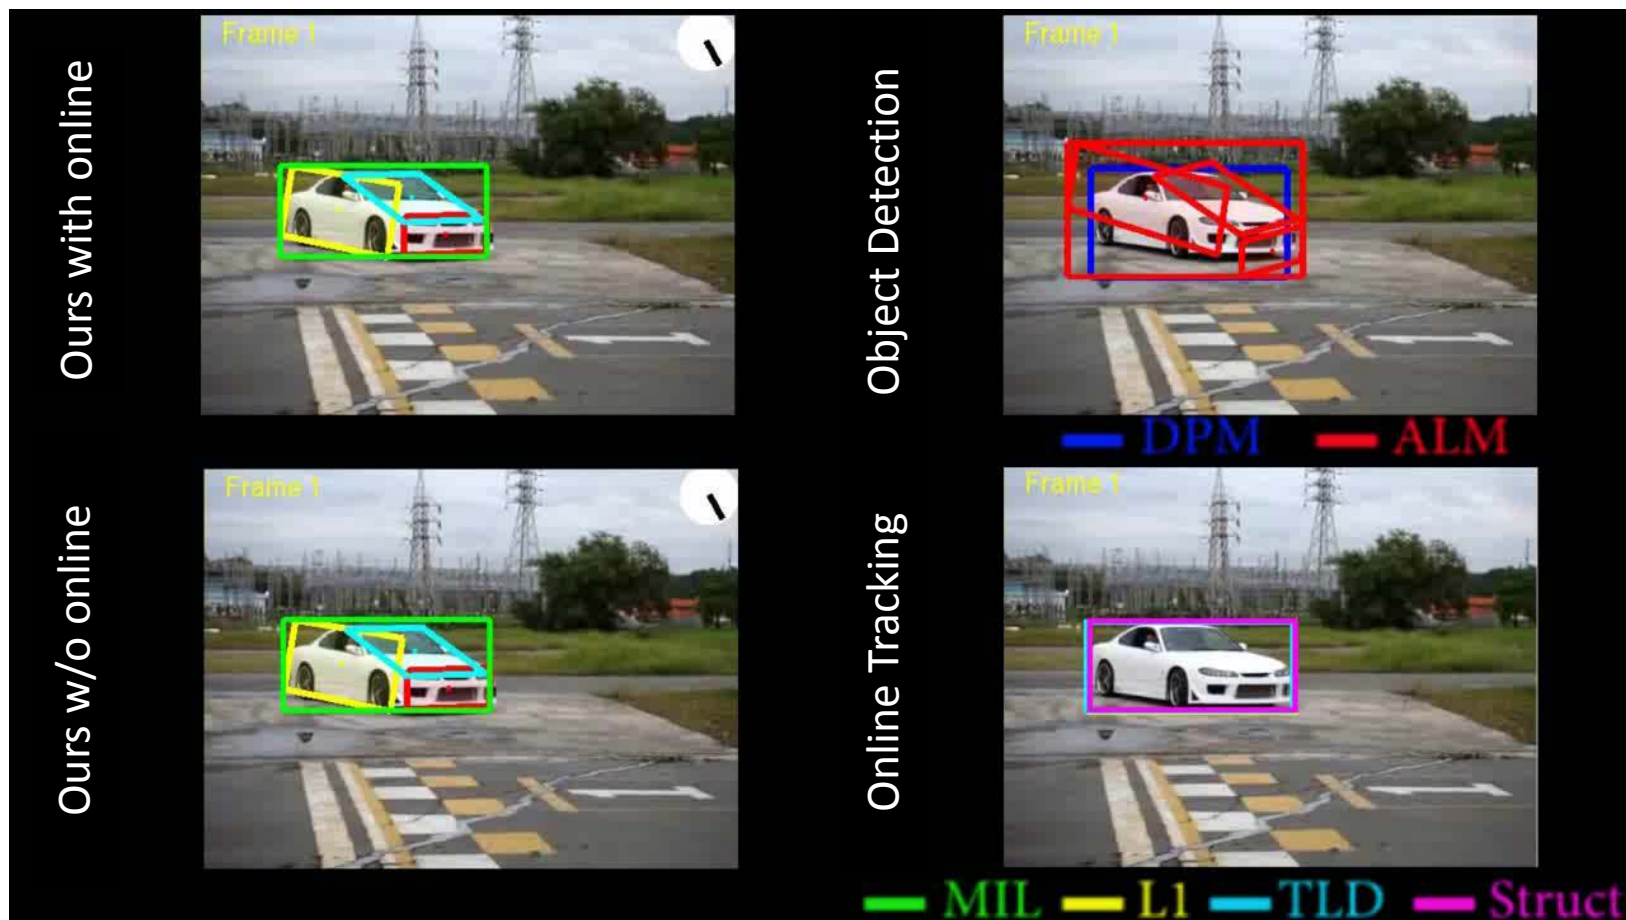 Ours with online
Frame 1
Object Detection
Frame 1
DPM ALM
Ours w/o online
Frame 1
Online Tracking
Frame 1
MIL L1 TLD Struct